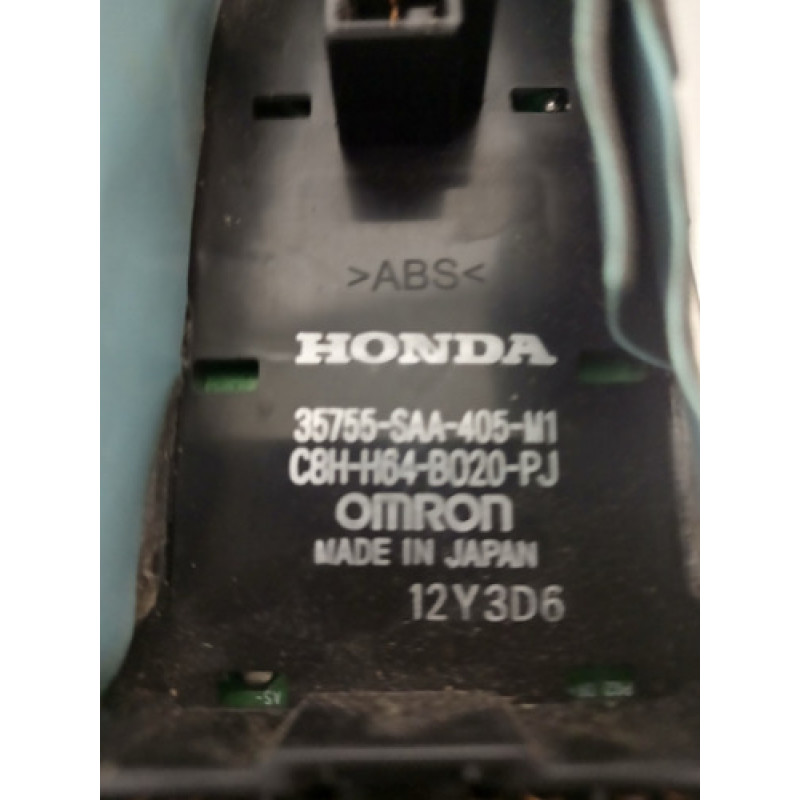 >ABS<
HONDA
35755-SAA-405-M1
C8H-H64-B020-PJ
omron
MADE IN JAPAN
12Y3D6